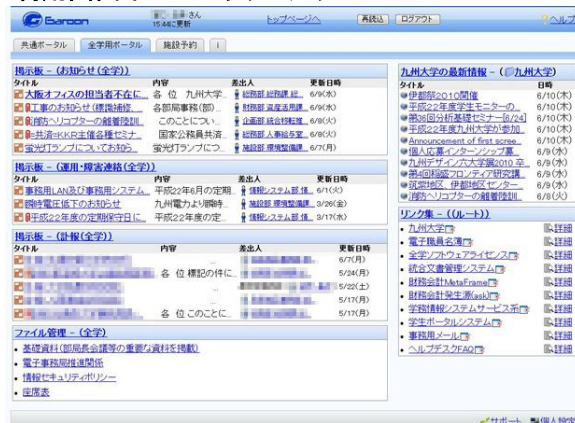 Garoon
さん
15:44に更新
トップページへ
再読込
ログアウト
ヘルプ
共通ポータル
全学用ポータル
施設予約
掲示板 - (お知らせ(全学))
タイトル 内容 差出人 更新日時
大阪オフィスの担当者不在に... 各 位 九州大学... 総務部 総務課 総... 6/9(水)
工事のお知らせ(標識補修、... 各部局事務(部)... 財務部 資産活用課... 6/9(水)
消防ヘリコプターの離着陸訓... このことについ... 企画部 統合移転推... 6/8(火)
共済=KKR主催各種セミナ... 国家公務員共済... 総務部 人事給与室... 6/8(火)
蛍光灯ランプについてお知ら... 蛍光灯ランプにつ... 施設部 環境整備課... 6/7(月)
掲示板 - (運用・障害連絡(全学))
タイトル 内容 差出人 更新日時
事務用LAN及び事務用システム... 平成22年6月の定期... 情報システム部 情... 6/1(火)
瞬時電圧低下のお知らせ 九州電力より瞬時... 施設部 環境整備課... 3/26(金)
平成22年度の定期保守日に... 平成22年度の定... 情報システム部 情... 3/17(水)
掲示板 - (訃報(全学))
タイトル 内容 差出人 更新日時
6/7(月)
各 位 標記の件に... 5/24(月)
5/22(土)
5/17(月)
各 位 このことに... 5/17(月)
ファイル管理 - (全学)
基礎資料(部局長会議等の重要な資料を掲載)
電子事務局推進関係
情報セキュリティポリシー
座席表
九州大学の最新情報 - (九州大学)
タイトル 日時
伊都祭2010開催 6/10(木)
平成22年度学生モニターの... 6/10(木)
第36回分析基礎セミナー[6/24] 6/10(木)
平成22年度九州大学が参加... 6/10(木)
Announcement of first scree... 6/10(木)
個人応募インターンシップ募... 6/9(水)
九州デザイン六大学展2010 卒... 6/9(水)
第4回稲盛フロンティア研究講... 6/9(水)
筑紫地区、伊都地区センター... 6/9(水)
消防ヘリコプターの離着陸訓... 6/8(火)
リンク集 - ((ルート))
九州大学 詳細
電子職員名簿 詳細
全学ソフトウェアライセンス 詳細
統合文書管理システム 詳細
財務会計MetaFrame 詳細
財務会計発生源(ask) 詳細
学務情報システムサービス系 詳細
学生ポータルシステム 詳細
事務用メール 詳細
ヘルプデスクFAQ 詳細
サポート
個人設定